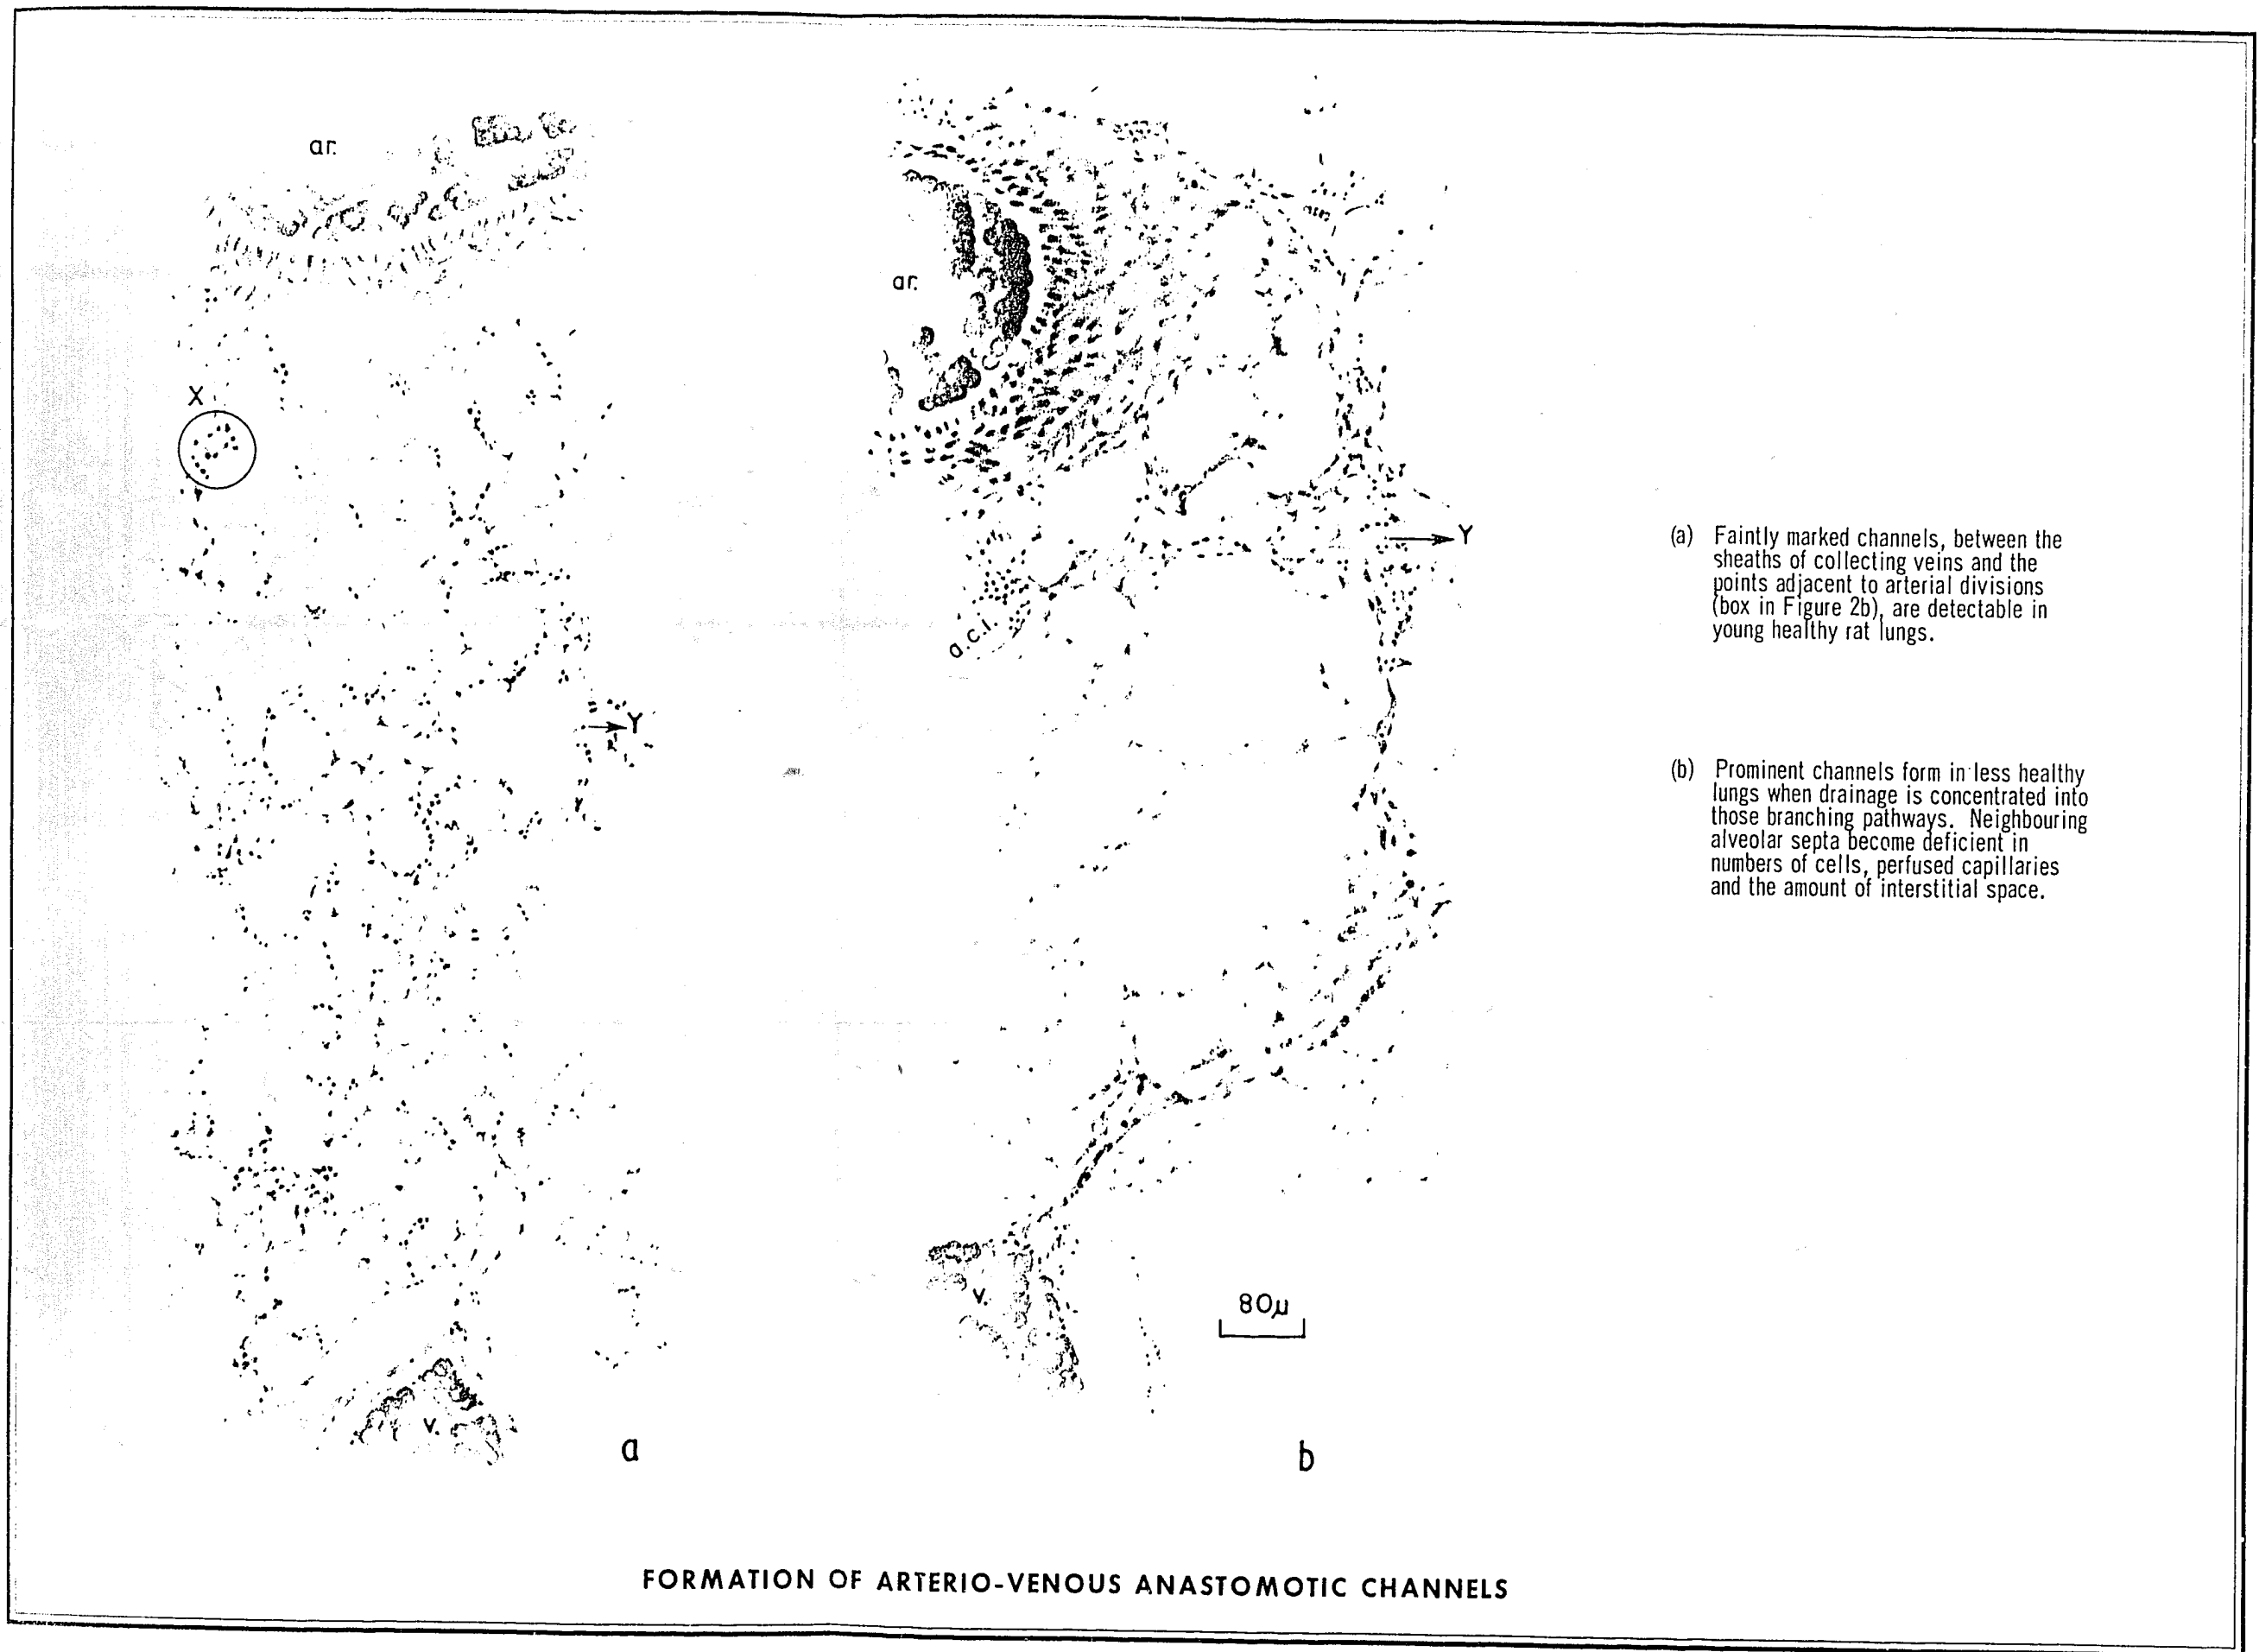 ar.
X
Y
v.
a
ar.
a.c.l.
Y
v.
80µ
b
(a) Faintly marked channels, between the
sheaths of collecting veins and the
points adjacent to arterial divisions
(box in Figure 2b), are detectable in
young healthy rat lungs.
(b) Prominent channels form in less healthy
lungs when drainage is concentrated into
those branching pathways. Neighbouring
alveolar septa become deficient in
numbers of cells, perfused capillaries
and the amount of interstitial space.
FORMATION OF ARTERIO-VENOUS ANASTOMOTIC CHANNELS